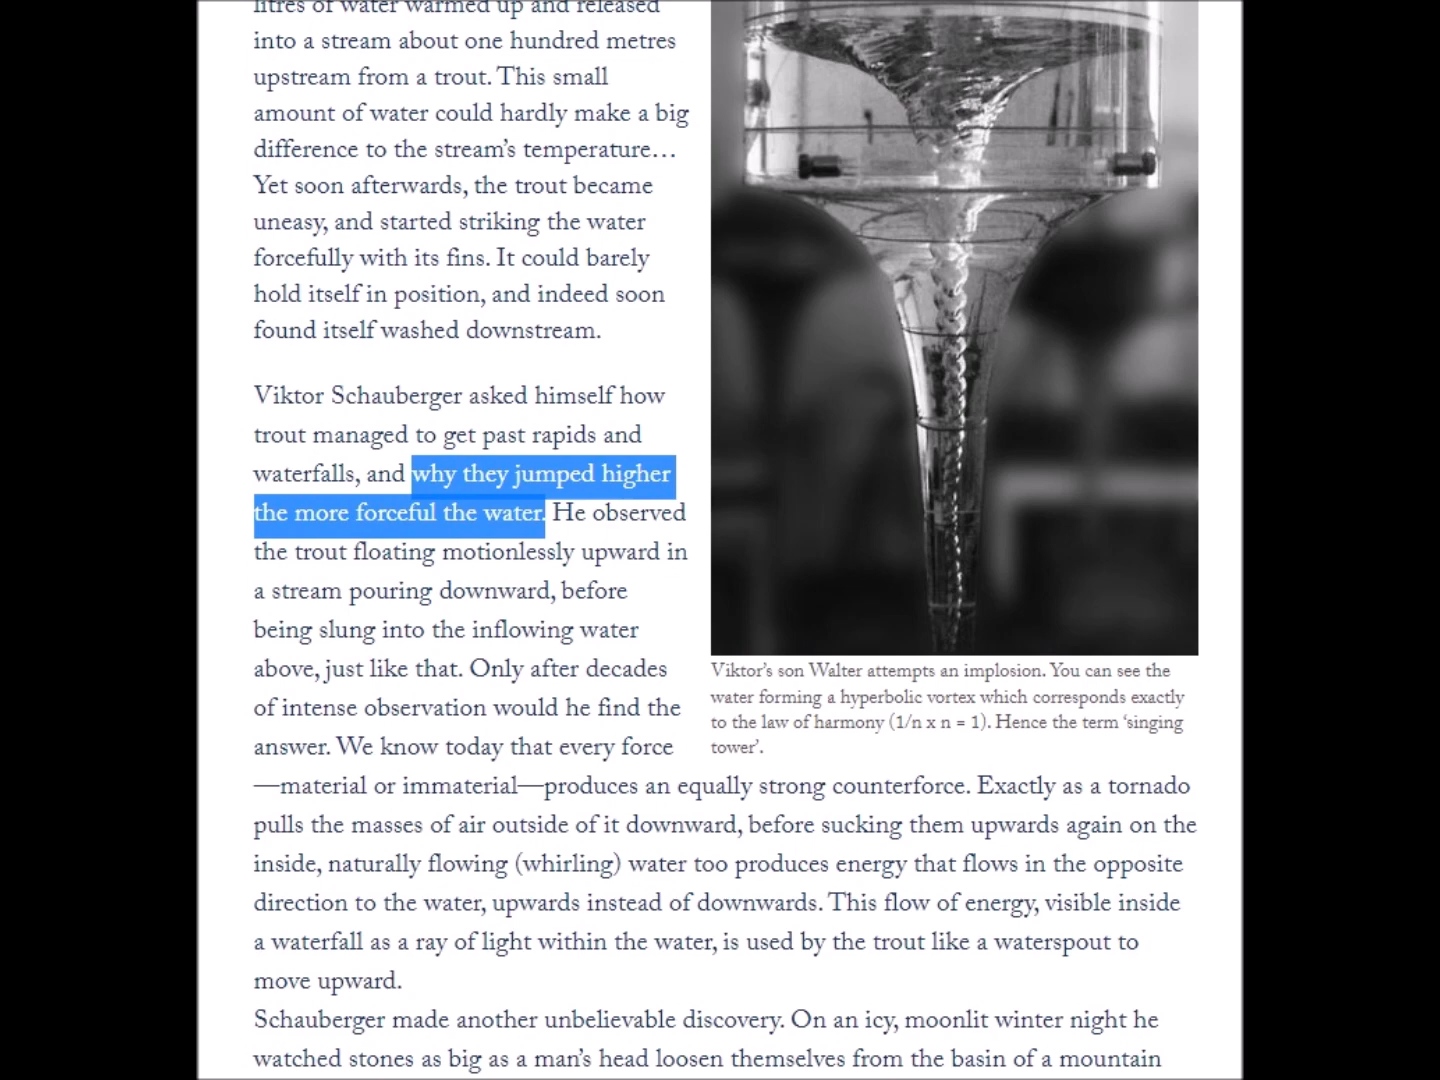 litres of water warmed up and released
into a stream about one hundred metres
upstream from a trout. This small
amount of water could hardly make a big
difference to the stream's temperature…
Yet soon afterwards, the trout became
uneasy, and started striking the water
forcefully with its fins. It could barely
hold itself in position, and indeed soon
found itself washed downstream.
Viktor Schauberger asked himself how
trout managed to get past rapids and
waterfalls, and why they jumped higher
the more forceful the water. He observed
the trout floating motionlessly upward in
a stream pouring downward, before
being slung into the inflowing water
above, just like that. Only after decades
of intense observation would he find the
answer. We know today that every force
—material or immaterial—produces an equally strong counterforce. Exactly as a tornado
pulls the masses of air outside of it downward, before sucking them upwards again on the
inside, naturally flowing (whirling) water too produces energy that flows in the opposite
direction to the water, upwards instead of downwards. This flow of energy, visible inside
a waterfall as a ray of light within the water, is used by the trout like a waterspout to
move upward.
Schauberger made another unbelievable discovery. On an icy, moonlit winter night he
watched stones as big as a man's head loosen themselves from the basin of a mountain
Viktor's son Walter attempts an implosion. You can see the
water forming a hyperbolic vortex which corresponds exactly
to the law of harmony (1/n x n = 1). Hence the term 'singing
tower'.